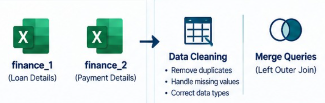 X
finance_1
(Loan Details)
X
finance_2
(Payment Details)
Data Cleaning
• Remove duplicates
• Handle missing values
• Correct data types
Merge Queries
(Left Outer Join)